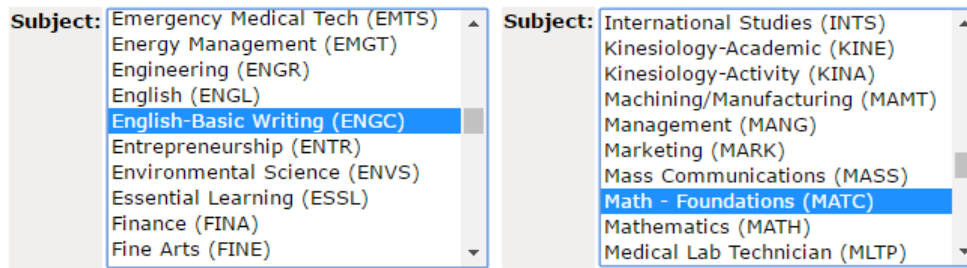 Subject:
Emergency Medical Tech (EMTS)
Energy Management (EMGT)
Engineering (ENGR)
English (ENGL)
English-Basic Writing (ENGC)
Entrepreneurship (ENTR)
Environmental Science (ENVS)
Essential Learning (ESSL)
Finance (FINA)
Fine Arts (FINE)
Subject:
International Studies (INTS)
Kinesiology-Academic (KINE)
Kinesiology-Activity (KINA)
Machining/Manufacturing (MAMT)
Management (MANG)
Marketing (MARK)
Mass Communications (MASS)
Math - Foundations (MATC)
Mathematics (MATH)
Medical Lab Technician (MLTP)